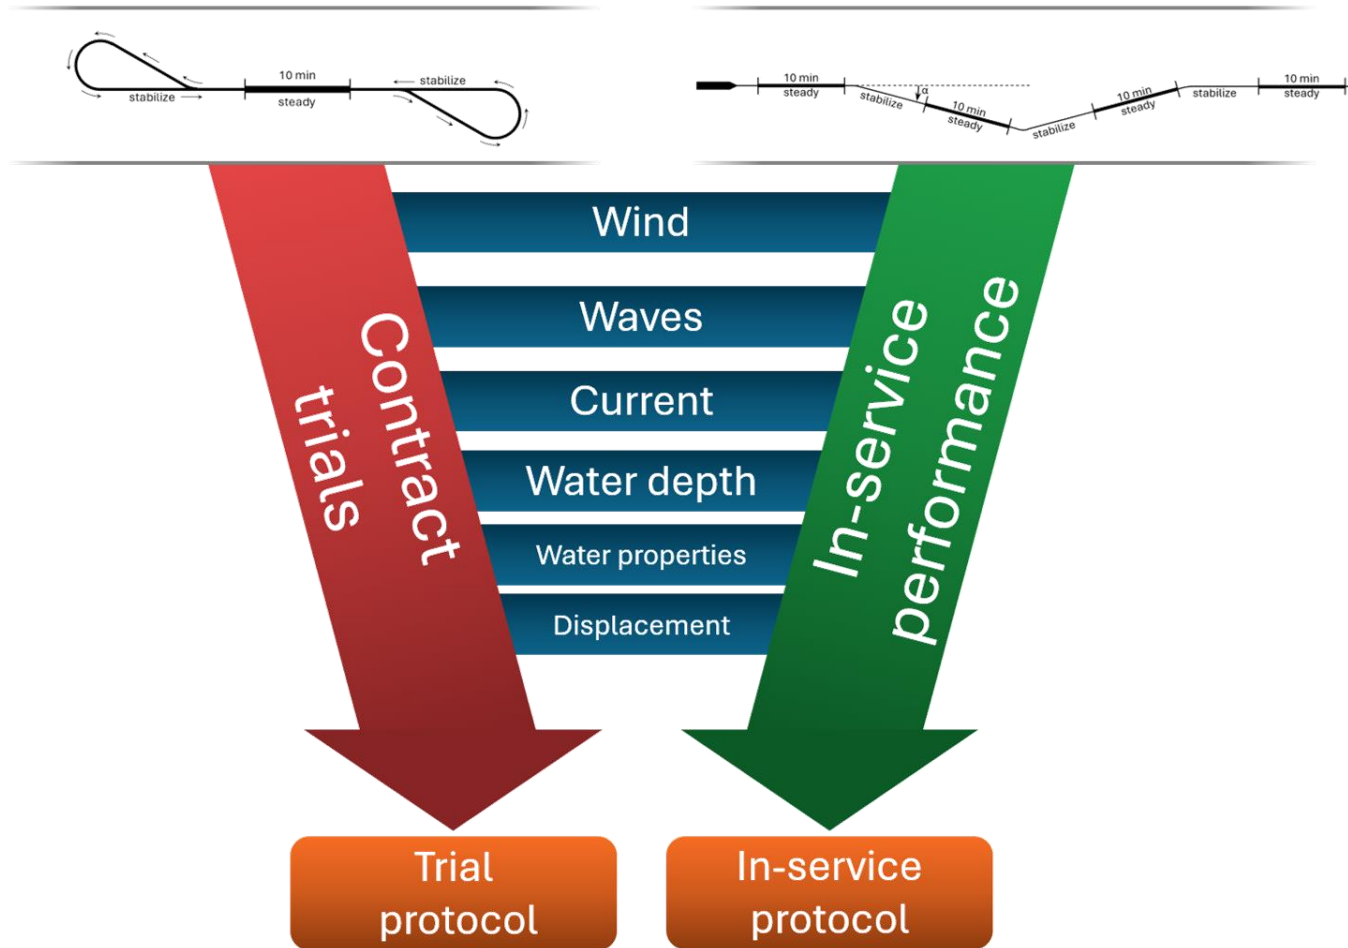 10 min
steady
stabilize
stabilize
10 min
steady
α
stabilize
10 min
steady
stabilize
10 min
steady
stabilize
10 min
steady
Wind
Waves
Current
Water depth
Water properties
Displacement
Contract
trials
In-service
performance
Trial
protocol
In-service
protocol